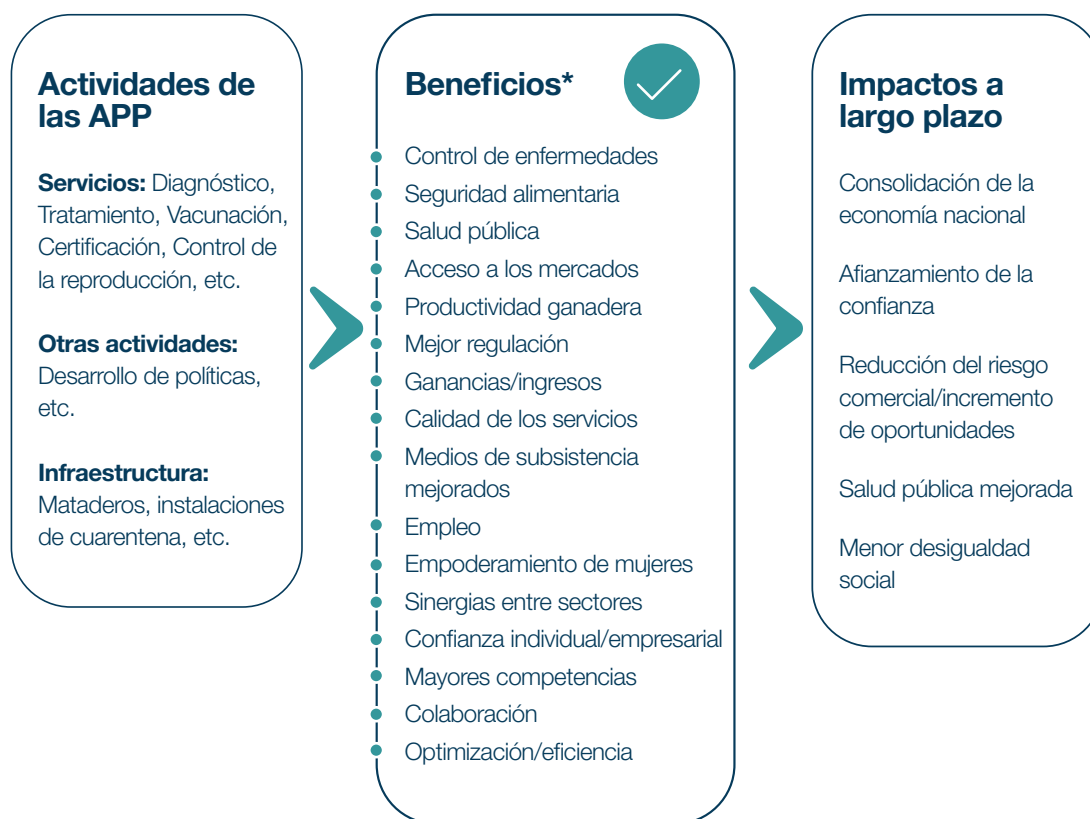 Actividades de
las APP
Servicios: Diagnóstico,
Tratamiento, Vacunación,
Certificación, Control de
la reproducción, etc.
Otras actividades:
Desarrollo de políticas,
etc.
Infraestructura:
Mataderos, instalaciones
de cuarentena, etc.
Beneficios*
Control de enfermedades
Seguridad alimentaria
Salud pública
Acceso a los mercados
Productividad ganadera
Mejor regulación
Ganancias/ingresos
Calidad de los servicios
Medios de subsistencia
mejorados
Empleo
Empoderamiento de mujeres
Sinergias entre sectores
Confianza individual/empresarial
Mayores competencias
Colaboración
Optimización/eficiencia
Impactos a
largo plazo
Consolidación de la
economía nacional
Afianzamiento de la
confianza
Reducción del riesgo
comercial/incremento
de oportunidades
Salud pública mejorada
Menor desigualdad
social